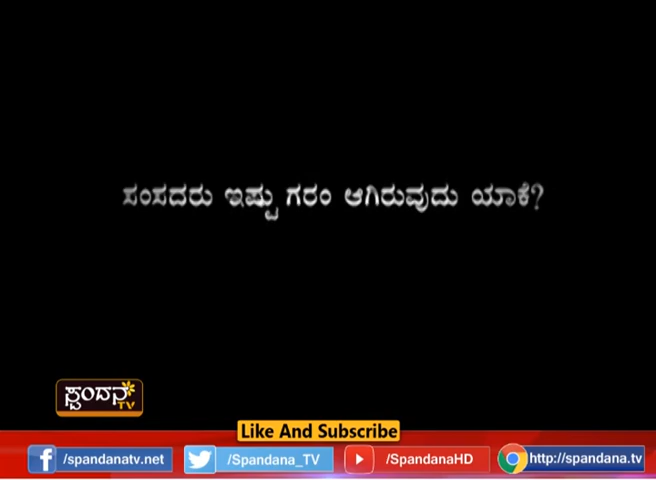 ಸಂಸದರು ಇಷ್ಟು ಗರಂ ಆಗಿರುವುದು ಯಾಕೆ?
ಸ್ಪಂದನ
TV
Like And Subscribe
f /spandanatv.net /Spandana_TV /SpandanaHD http://spandana.tv